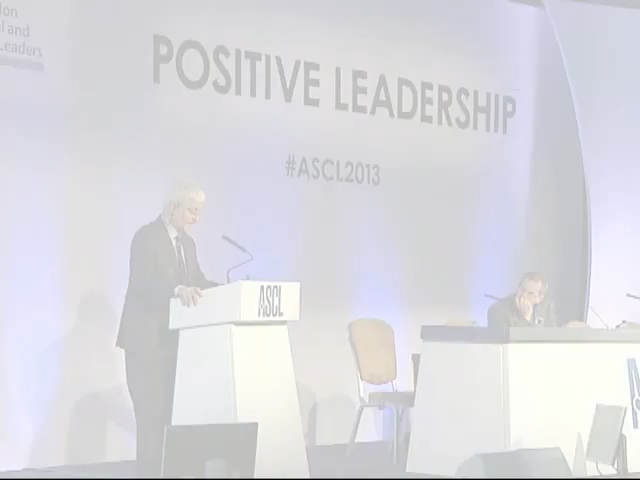 on
l and
Leaders
POSITIVE LEADERSHIP
#ASCL2013
ASCL
A